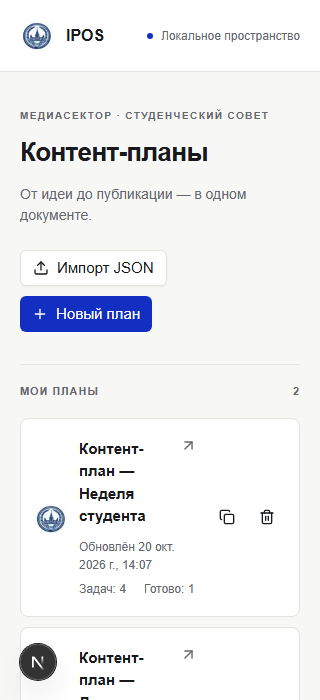 IPOS
Локальное пространство
МЕДИАСЕКТОР · СТУДЕНЧЕСКИЙ СОВЕТ
Контент-планы
От идеи до публикации — в одном
документе.
Импорт JSON
Новый план
МОИ ПЛАНЫ
2
Контент-
план —
Неделя
студента
Обновлён 20 окт.
2026 г., 14:07
Задач: 4 Готово: 1
N
Контент-
план —